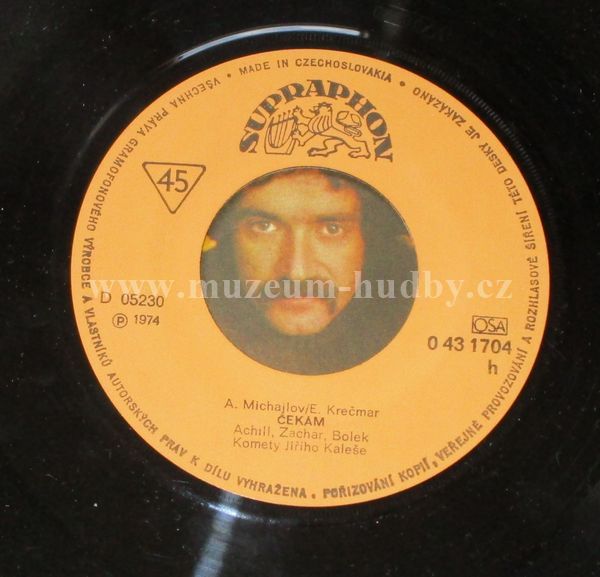 VŠECHNA PRÁVA GRAMOFONOVÉHO VÝROBCE A VLASTNÍKŮ AUTORSKÝCH PRÁV K DÍLU VYHRAŽENA. POŘIZOVÁNÍ KOPIÍ, VEŘEJNÉ PROVOZOVÁNÍ A ROZHLASOVÉ ŠÍŘENÍ TÉTO DESKY JE ZAKÁZÁNO
• MADE IN CZECHOSLOVAKIA •
SUPRAPHON
45
www.muzeum-hudby.cz
D 05230
Ⓟ 1974
OSA
0 43 1704
h
A. Michajlov/E. Krečmar
ČEKÁM
Achill, Zachar, Bolek
Komety Jiřího Kaleše